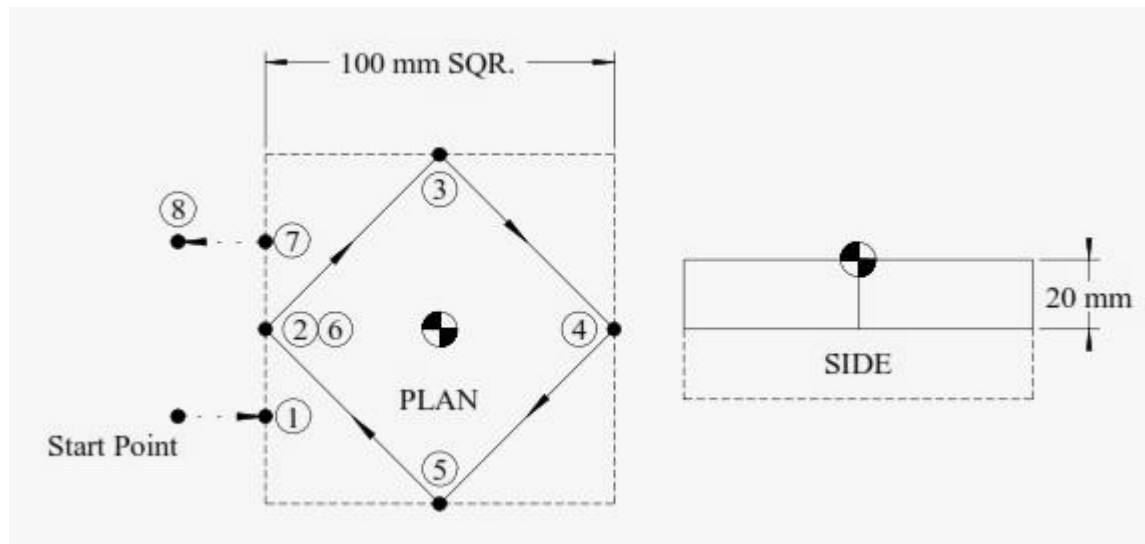 100 mm SQR.
3
8
7
2 6
4
20 mm
SIDE
PLAN
1
Start Point
5